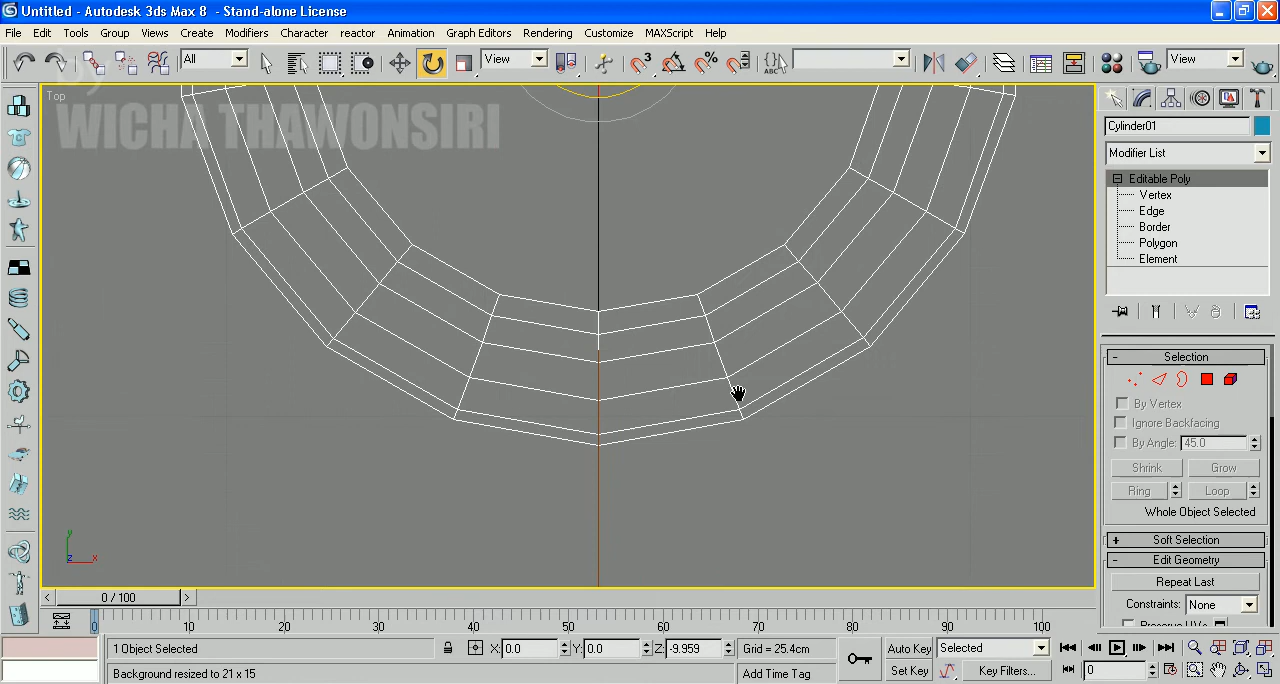 Untitled - Autodesk 3ds Max 8 - Stand-alone License
File Edit Tools Group Views Create Modifiers Character reactor Animation Graph Editors Rendering Customize MAXScript Help
All View View
by
Top
WICHA THAWONSIRI
Cylinder01
Modifier List
Editable Poly
Vertex
Edge
Border
Polygon
Element
- Selection
By Vertex
Ignore Backfacing
By Angle: 45.0
Shrink Grow
Ring Loop
Whole Object Selected
+ Soft Selection
- Edit Geometry
Repeat Last
Constraints: None
Preserve UVs
y
z x
< 0 / 100 >
0 10 20 30 40 50 60 70 80 90 100
1 Object Selected X: 0.0 Y: 0.0 Z: -9.959 Grid = 25.4cm Auto Key Selected
Background resized to 21 x 15 Add Time Tag Set Key Key Filters... 0